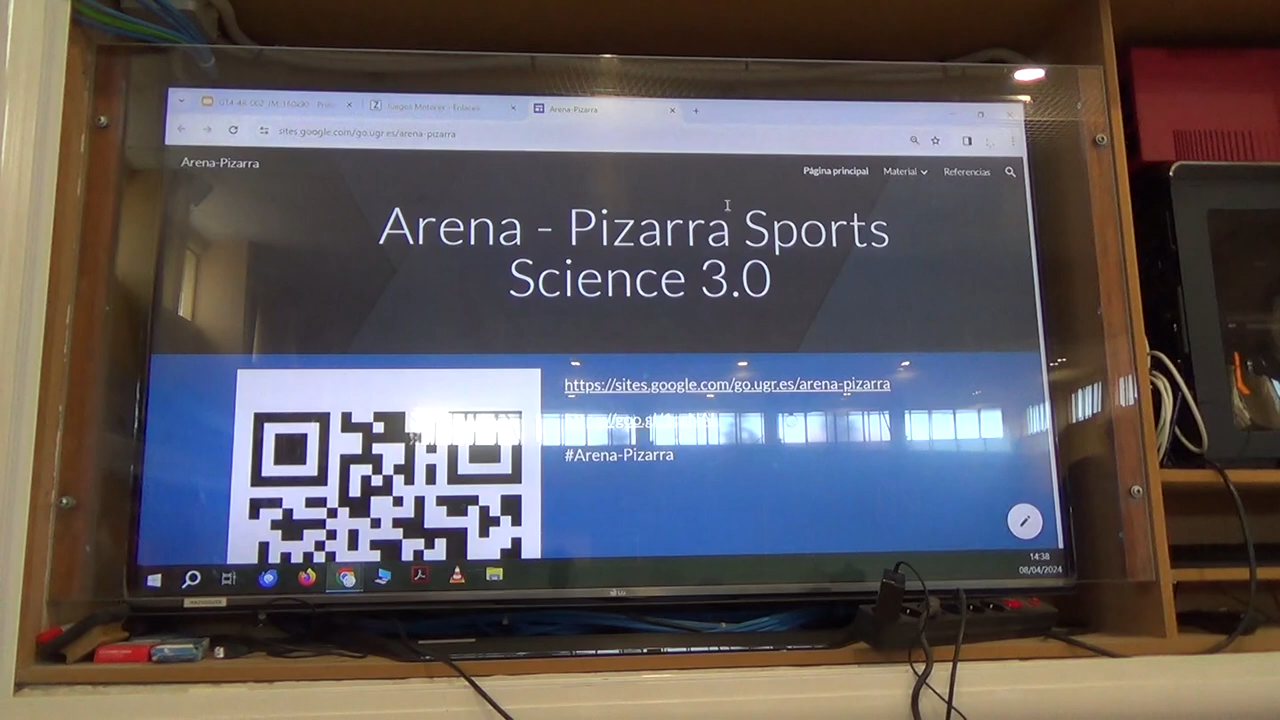 Arena-Pizarra
sites.google.com/go.ugr.es/arena-pizarra
Arena-Pizarra
Página principal
Material
Referencias
Arena - Pizarra Sports
Science 3.0
https://sites.google.com/go.ugr.es/arena-pizarra
#Arena-Pizarra
14:38
08/04/2024
LG